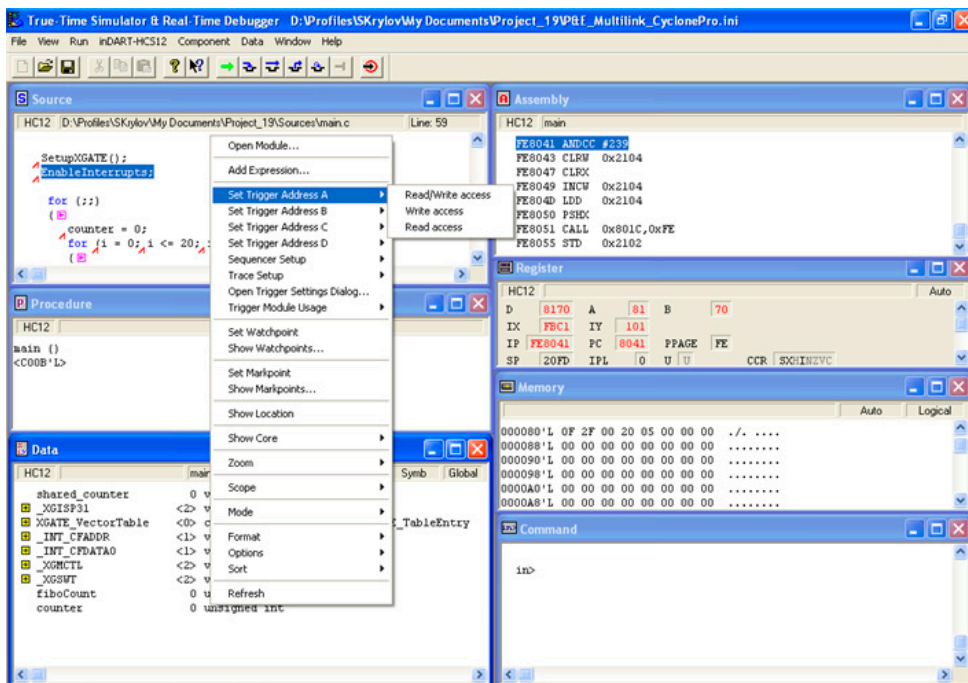 True-Time Simulator & Real-Time Debugger D:\Profiles\SKrylov\My Documents\Project_19\P&E_Multilink_CyclonePro.ini
File View Run inDART-HCS12 Component Data Window Help
Source
HC12 D:\Profiles\SKrylov\My Documents\Project_19\Sources\main.c Line: 59
SetupXGATE();
EnableInterrupts;
for (;;)
{
counter = 0;
for (i = 0; i <= 20;
{
Procedure
HC12
main ()
<C00B'L>
Data
HC12 main Symb Global
shared_counter 0
_XGISP31 <2>
XGATE_VectorTable <0> E_TableEntry
_INT_CFADDR <1>
_INT_CFDATA0 <1>
_XGMCTL <2>
_XGSWT <2>
fiboCount 0
counter 0 unsigned int
Open Module...
Add Expression...
Set Trigger Address A
Set Trigger Address B
Set Trigger Address C
Set Trigger Address D
Sequencer Setup
Trace Setup
Open Trigger Settings Dialog...
Trigger Module Usage
Set Watchpoint
Show Watchpoints...
Set Markpoint
Show Markpoints...
Show Location
Show Core
Zoom
Scope
Mode
Format
Options
Sort
Refresh
Read/Write access
Write access
Read access
Assembly
HC12 main
FE8041 ANDCC #239
FE8043 CLRW 0x2104
FE8047 CLRX
FE8049 INCW 0x2104
FE804D LDD 0x2104
FE8050 PSHX
FE8051 CALL 0x801C,0xFE
FE8055 STD 0x2102
Register
HC12 Auto
D 8170 A 81 B 70
IX FBC1 IY 101
IP FE8041 PC 8041 PPAGE FE
SP 20FD IPL 0 U U CCR SXHINZVC
Memory
Auto Logical
000080'L 0F 2F 00 20 05 00 00 00 ./. ....
000088'L 00 00 00 00 00 00 00 00 ........
000090'L 00 00 00 00 00 00 00 00 ........
000098'L 00 00 00 00 00 00 00 00 ........
0000A0'L 00 00 00 00 00 00 00 00 ........
0000A8'L 00 00 00 00 00 00 00 00 ........
Command
in>